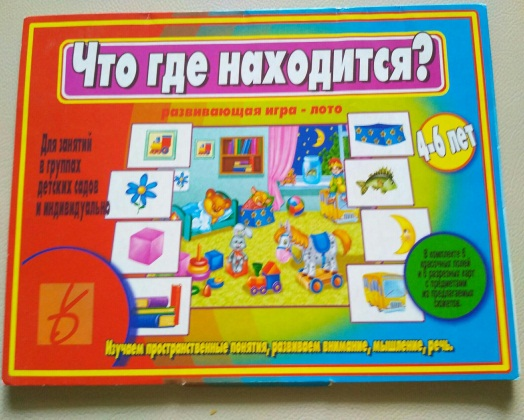 Что где находится?
развивающая игра - лото
4-6 лет
Для занятий
в группах
детских садов
и индивидуально
В комплекте 6
красочных полей
и 6 разрезных карт
с предметами
из предлагаемых
сюжетов.
Изучаем пространственные понятия, развиваем внимание, мышление, речь.